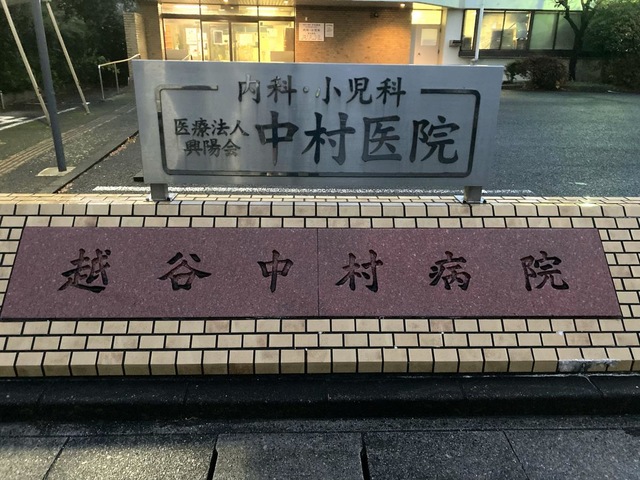 内科・小児科
医療法人
興陽会
中村医院
越谷中村病院